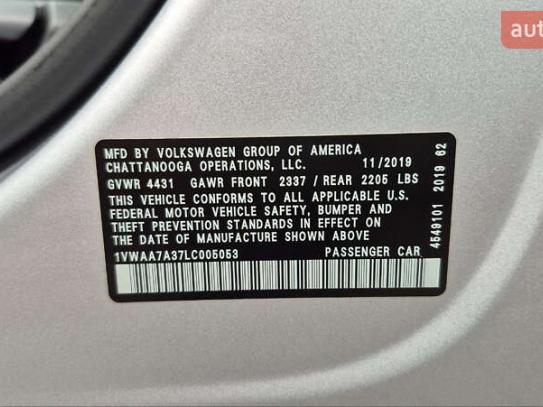 aut
MFD BY VOLKSWAGEN GROUP OF AMERICA
CHATTANOOGA OPERATIONS, LLC. 11/2019
GVWR 4431 GAWR FRONT 2337 / REAR 2205 LBS
THIS VEHICLE CONFORMS TO ALL APPLICABLE U.S.
FEDERAL MOTOR VEHICLE SAFETY, BUMPER AND
THEFT PREVENTION STANDARDS IN EFFECT ON
THE DATE OF MANUFACTURE SHOWN ABOVE
1VWAA7A37LC005053 PASSENGER CAR
4549101 2019 62